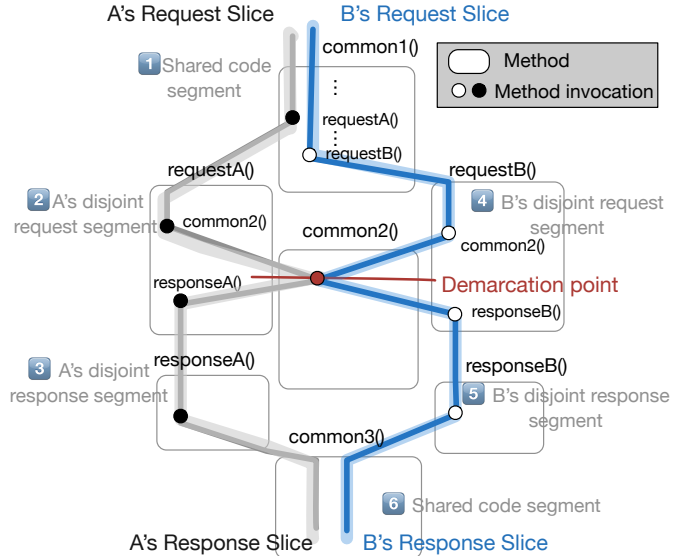 A's Request Slice
B's Request Slice
common1()
1 Shared code
segment
Method
Method invocation
⋮
requestA()
⋮
requestB()
requestA()
requestB()
2 A's disjoint
request segment
common2()
common2()
4 B's disjoint request
segment
common2()
responseA()
Demarcation point
responseB()
responseA()
responseB()
3 A's disjoint
response segment
5 B's disjoint response
segment
common3()
6 Shared code segment
A's Response Slice
B's Response Slice